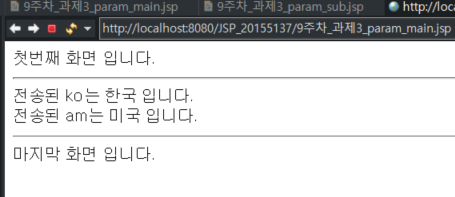 9주차_과제3_param_main.jsp
9주차_과제3_param_sub.jsp
http://loc
http://localhost:8080/JSP_20155137/9주차_과제3_param_main.jsp
첫번째 화면 입니다.
전송된 ko는 한국 입니다.
전송된 am는 미국 입니다.
마지막 화면 입니다.